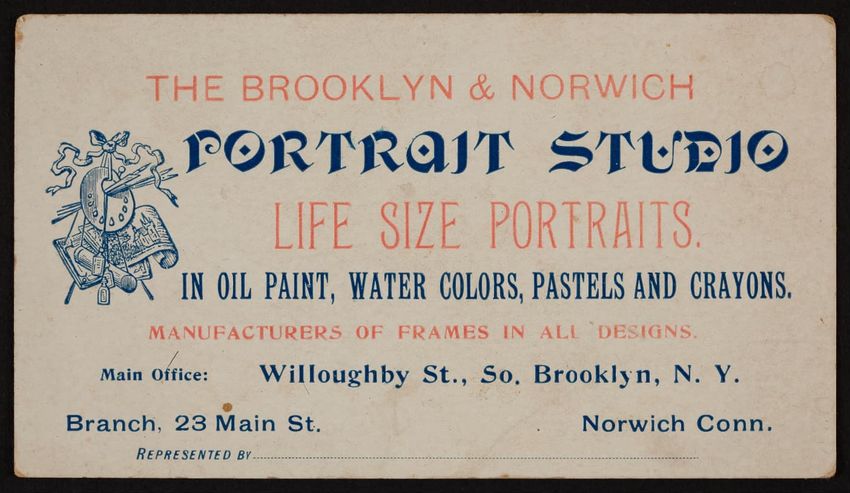 THE BROOKLYN & NORWICH
PORTRAIT STUDIO
LIFE SIZE PORTRAITS.
IN OIL PAINT, WATER COLORS, PASTELS AND CRAYONS.
MANUFACTURERS OF FRAMES IN ALL DESIGNS.
Main Office: Willoughby St., So. Brooklyn, N. Y.
Branch, 23 Main St. Norwich Conn.
REPRESENTED BY